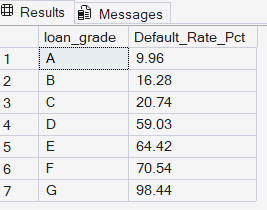 Results Messages
loan_grade Default_Rate_Pct
1 A 9.96
2 B 16.28
3 C 20.74
4 D 59.03
5 E 64.42
6 F 70.54
7 G 98.44